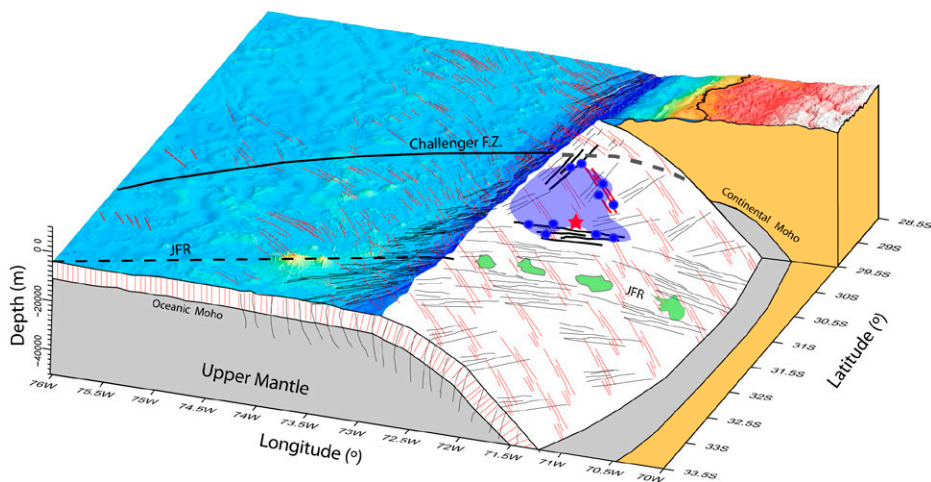 Challenger F.Z.
JFR
JFR
Continental Moho
Oceanic Moho
Upper Mantle
Depth (m)
0 0
-20000
-40000
Longitude (º)
76W
75.5W
75W
74.5W
74W
73.5W
73W
72.5W
72W
71.5W
71W
70.5W
70W
Latitude (º)
28.5S
29S
29.5S
30S
30.5S
31S
31.5S
32S
32.5S
33S
33.5S